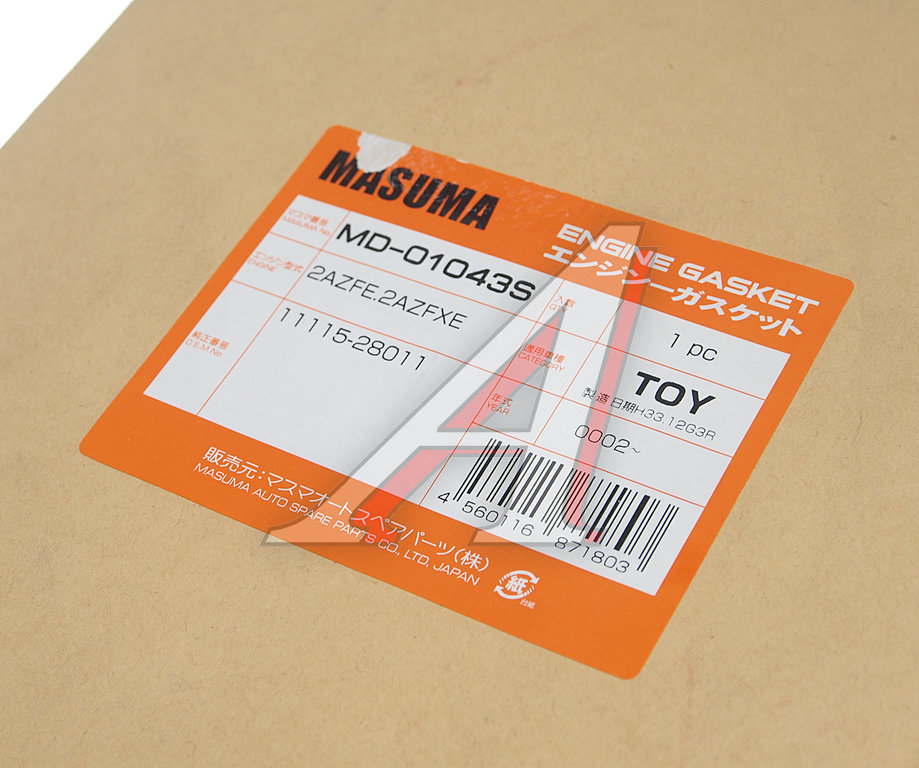 MASUMA
ENGINE GASKET
エンジンガスケット
マスマ番号
MASUMA No.
MD-01043S
エンジン型式
ENGINE
2AZFE.2AZFXE
純正番号
O.E.M No.
11115-28011
入数
Q'TY
1 pc
適用車種
CATEGORY
TOY
製造日期H33.12G3R
年式
YEAR
0002~
4 560116 871803
販売元:マスマオートスペアパーツ(株)
MASUMA AUTO SPARE PARTS CO., LTD, JAPAN
紙
台紙